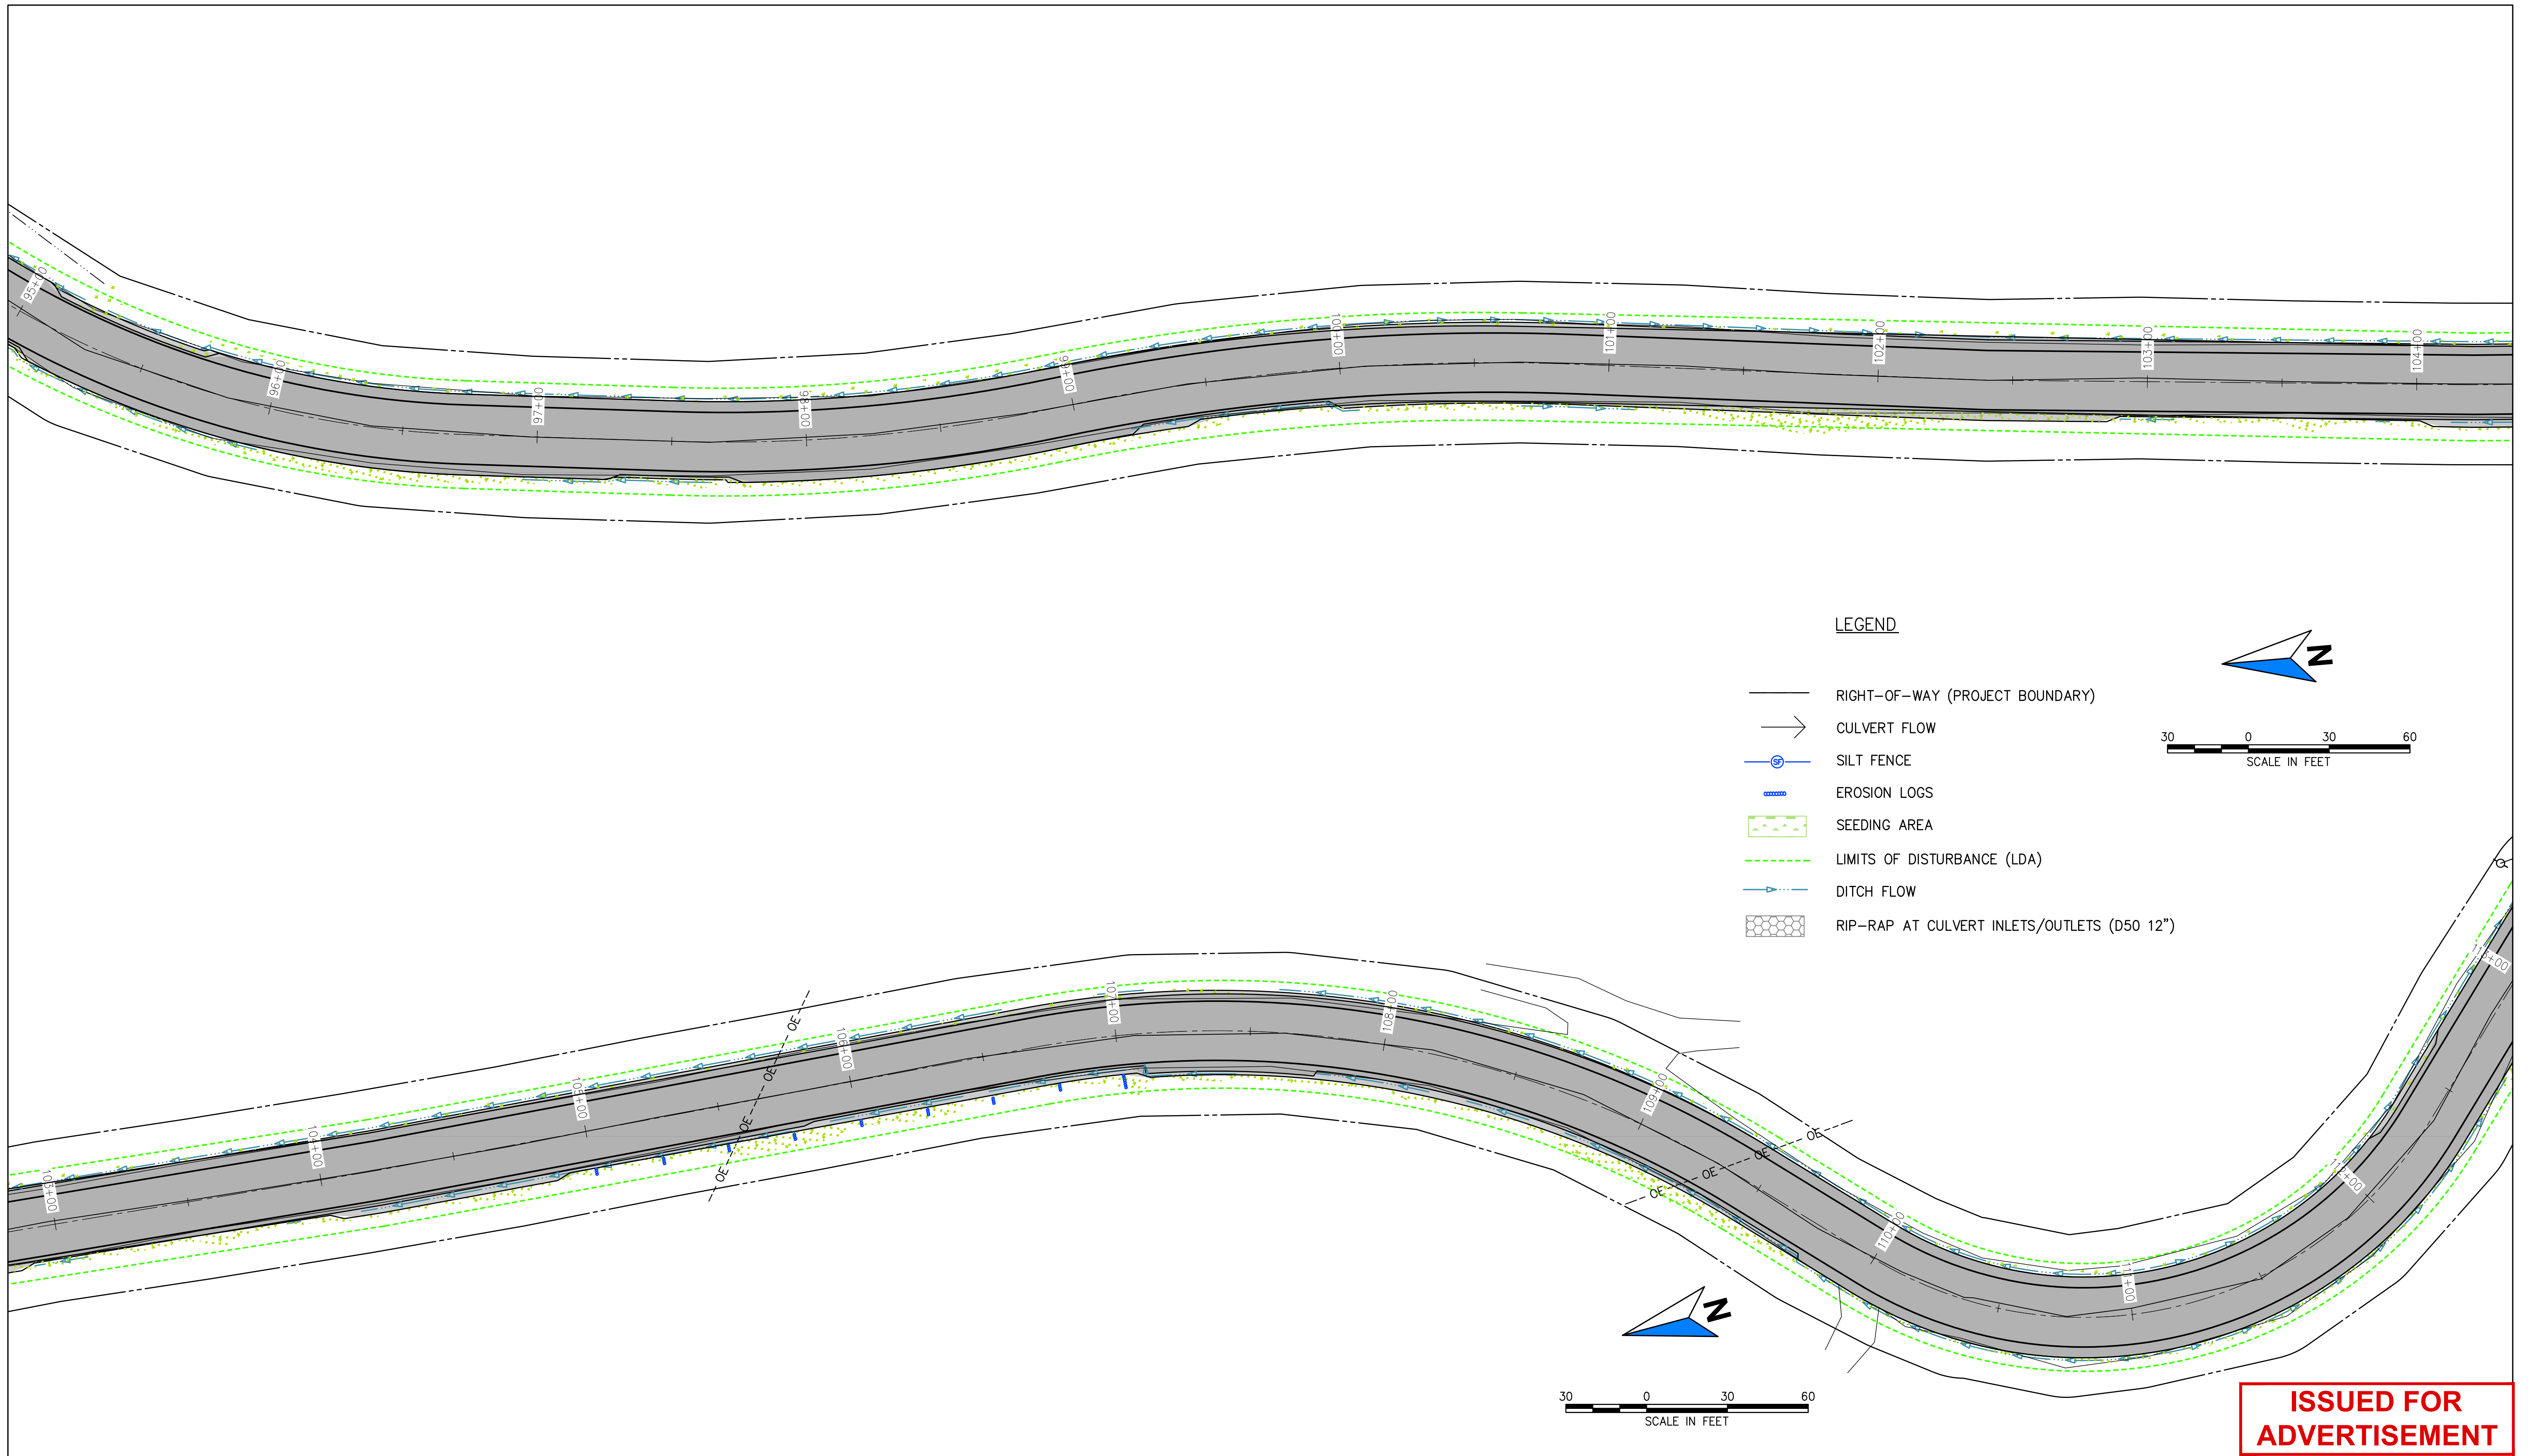 95+00
96+00
97+00
98+00
99+00
100+00
101+00
102+00
103+00
104+00
LEGEND
RIGHT-OF-WAY (PROJECT BOUNDARY)
CULVERT FLOW
SF
SILT FENCE
EROSION LOGS
SEEDING AREA
LIMITS OF DISTURBANCE (LDA)
DITCH FLOW
RIP-RAP AT CULVERT INLETS/OUTLETS (D50 12")
N
30 0 30 60
SCALE IN FEET
103+00
104+00
105+00
106+00
107+00
108+00
109+00
110+00
111+00
112+00
OE
OE
OE
OE
OE
OE
OE
OE
N
30 0 30 60
SCALE IN FEET
ISSUED FOR
ADVERTISEMENT